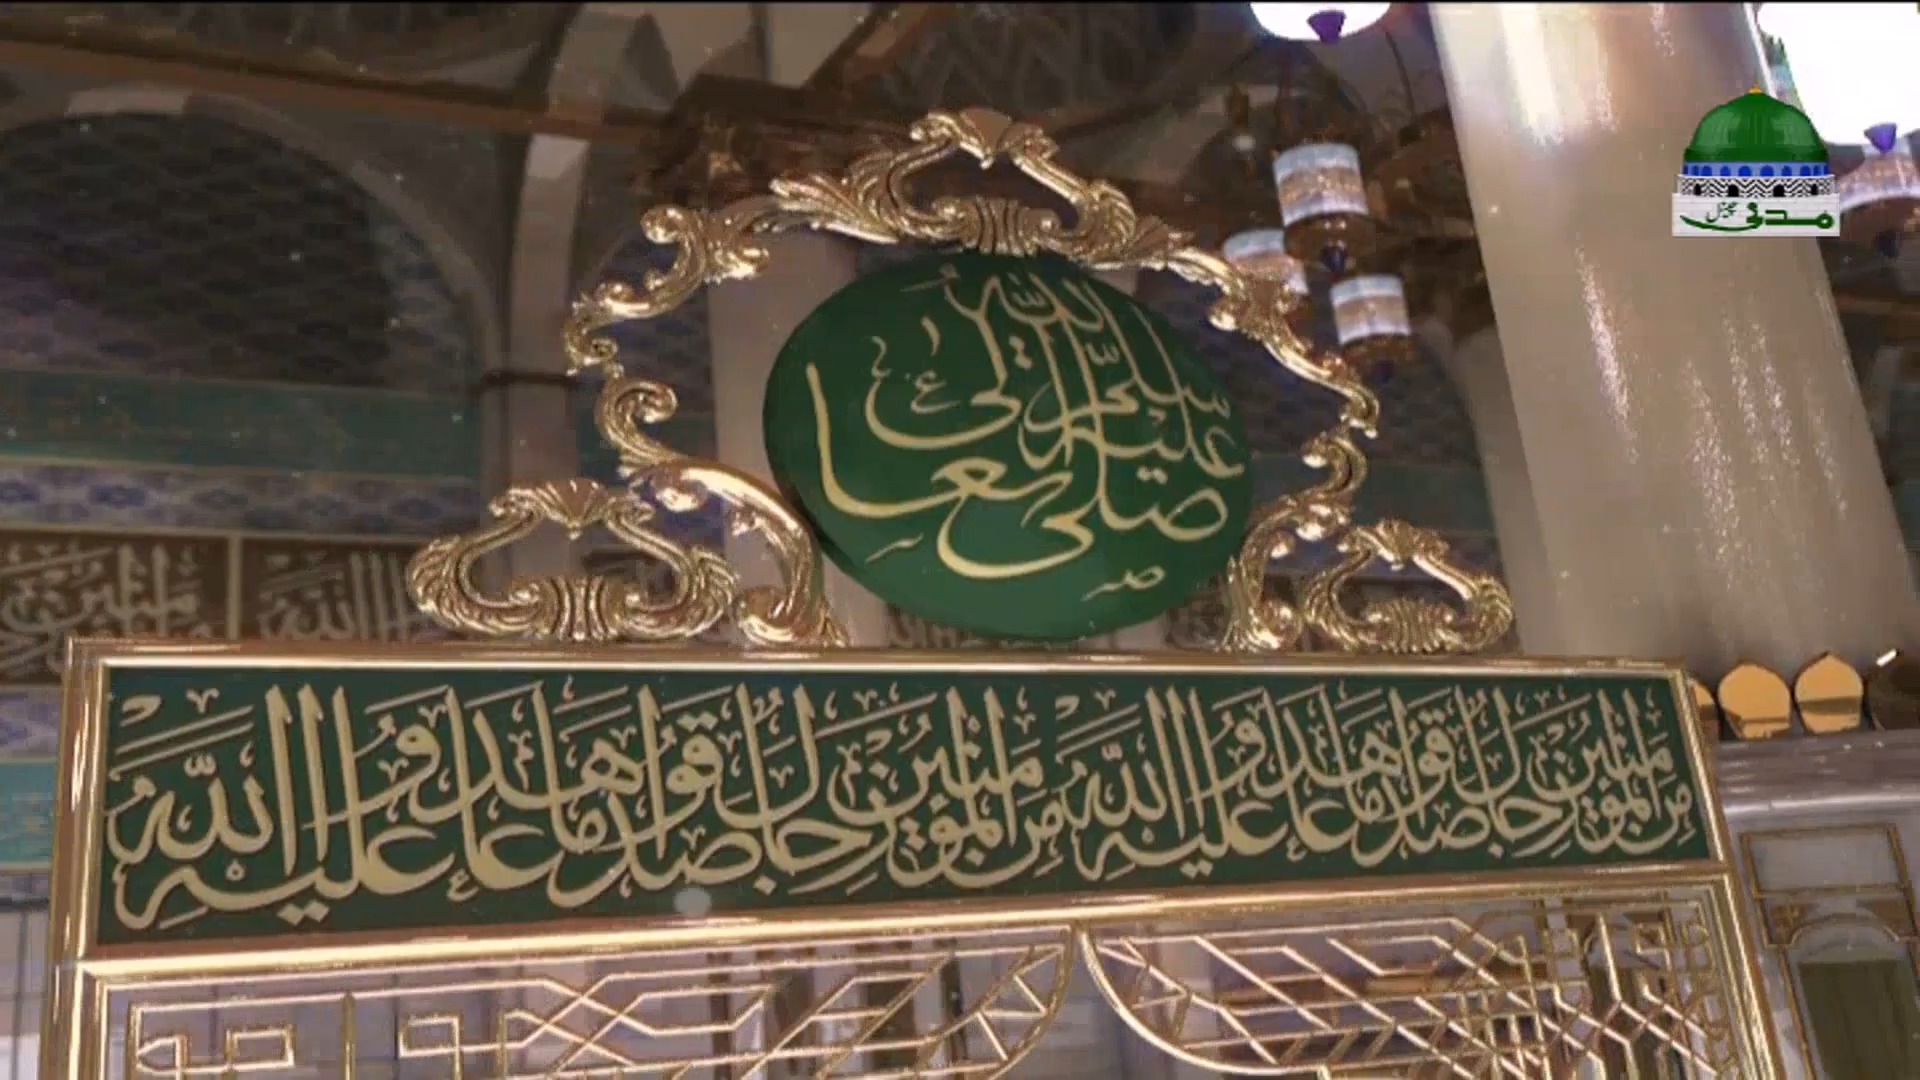 مدنی چینل
صلى الله تعالى عليه وسلم
من المؤمنين رجال صدقوا ما عاهدوا الله عليه من المؤمنين رجال صدقوا ما عاهدوا الله عليه